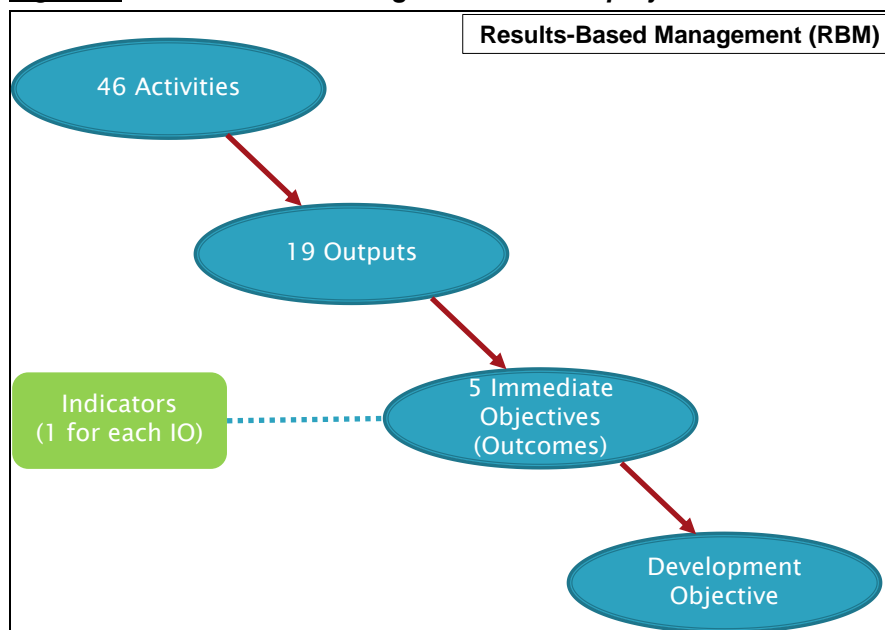 Results-Based Management (RBM)
46 Activities
19 Outputs
5 Immediate
Objectives
(Outcomes)
Indicators
(1 for each IO)
Development
Objective